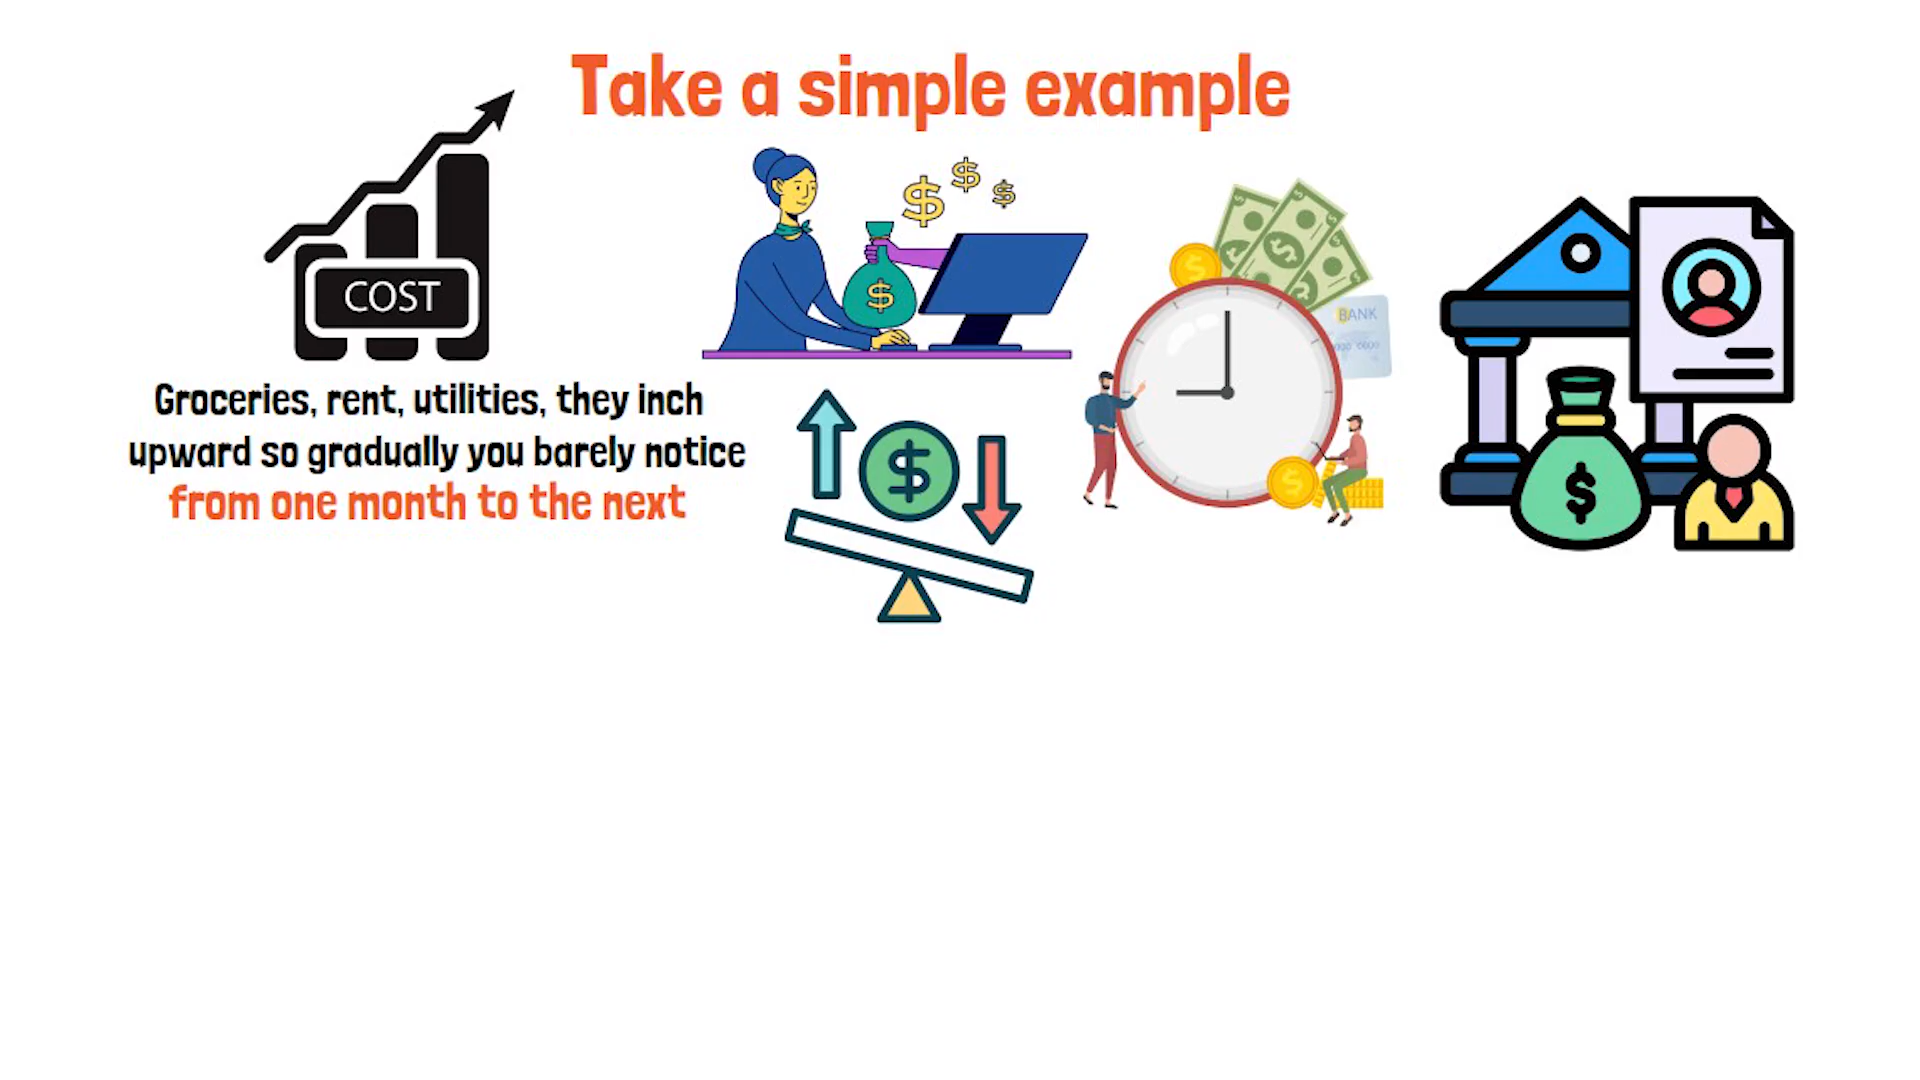 Take a simple example
COST
Groceries, rent, utilities, they inch
upward so gradually you barely notice
from one month to the next
BANK